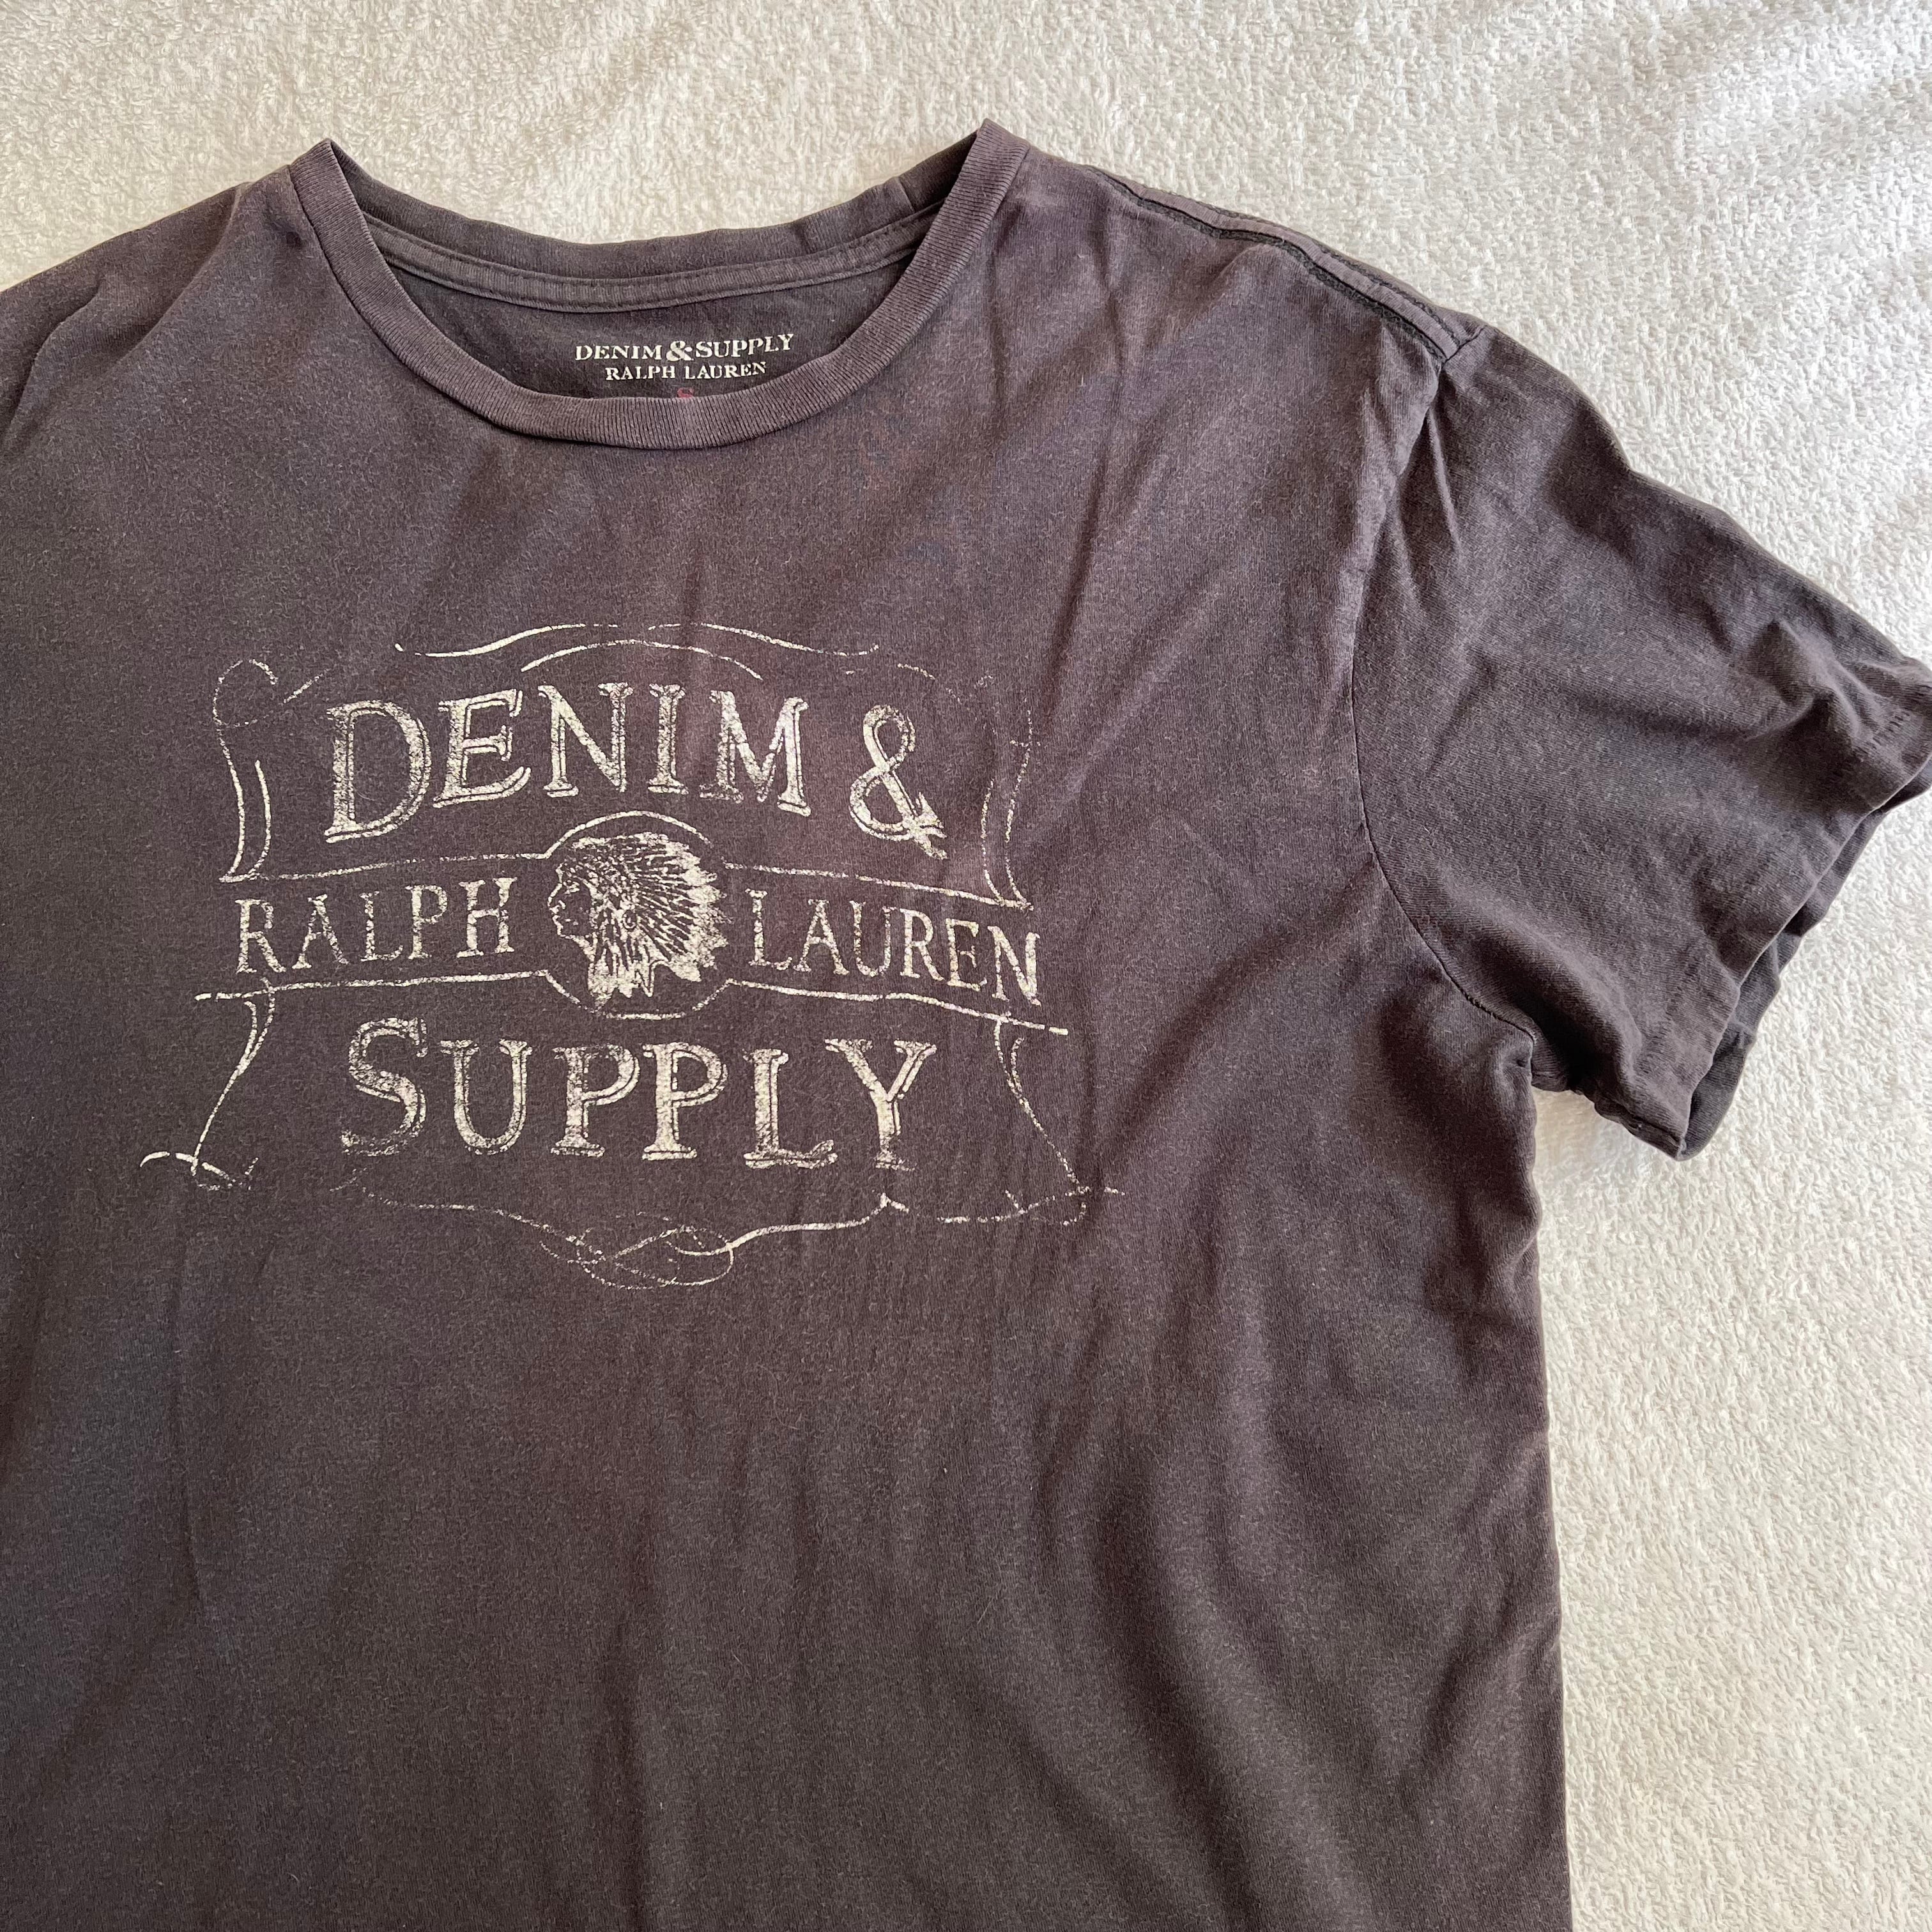 DENIM & SUPPLY
RALPH LAUREN
S
DENIM &
RALPH LAUREN
SUPPLY